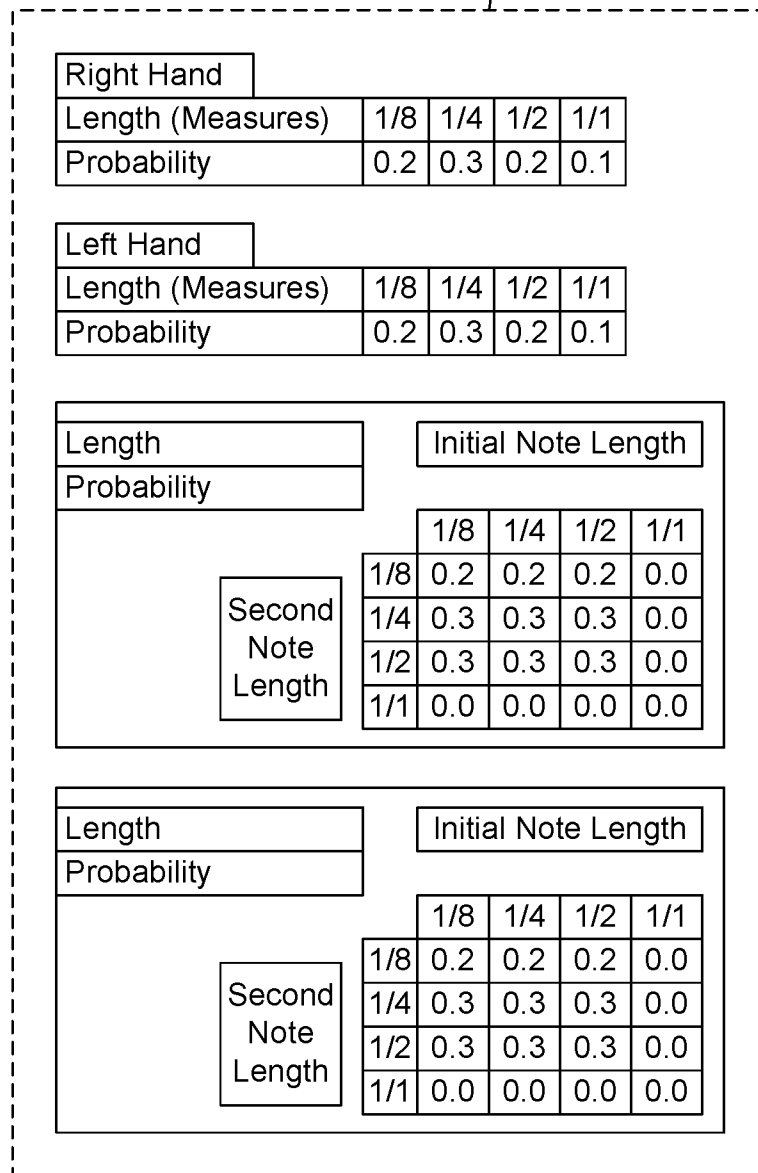 Right Hand
Length (Measures) 1/8 1/4 1/2 1/1
Probability 0.2 0.3 0.2 0.1
Left Hand
Length (Measures) 1/8 1/4 1/2 1/1
Probability 0.2 0.3 0.2 0.1
Length Initial Note Length
Probability
1/8 1/4 1/2 1/1
1/8 0.2 0.2 0.2 0.0
Second
1/4 0.3 0.3 0.3 0.0
Note
1/2 0.3 0.3 0.3 0.0
Length
1/1 0.0 0.0 0.0 0.0
Length Initial Note Length
Probability
1/8 1/4 1/2 1/1
1/8 0.2 0.2 0.2 0.0
Second
1/4 0.3 0.3 0.3 0.0
Note
1/2 0.3 0.3 0.3 0.0
Length
1/1 0.0 0.0 0.0 0.0